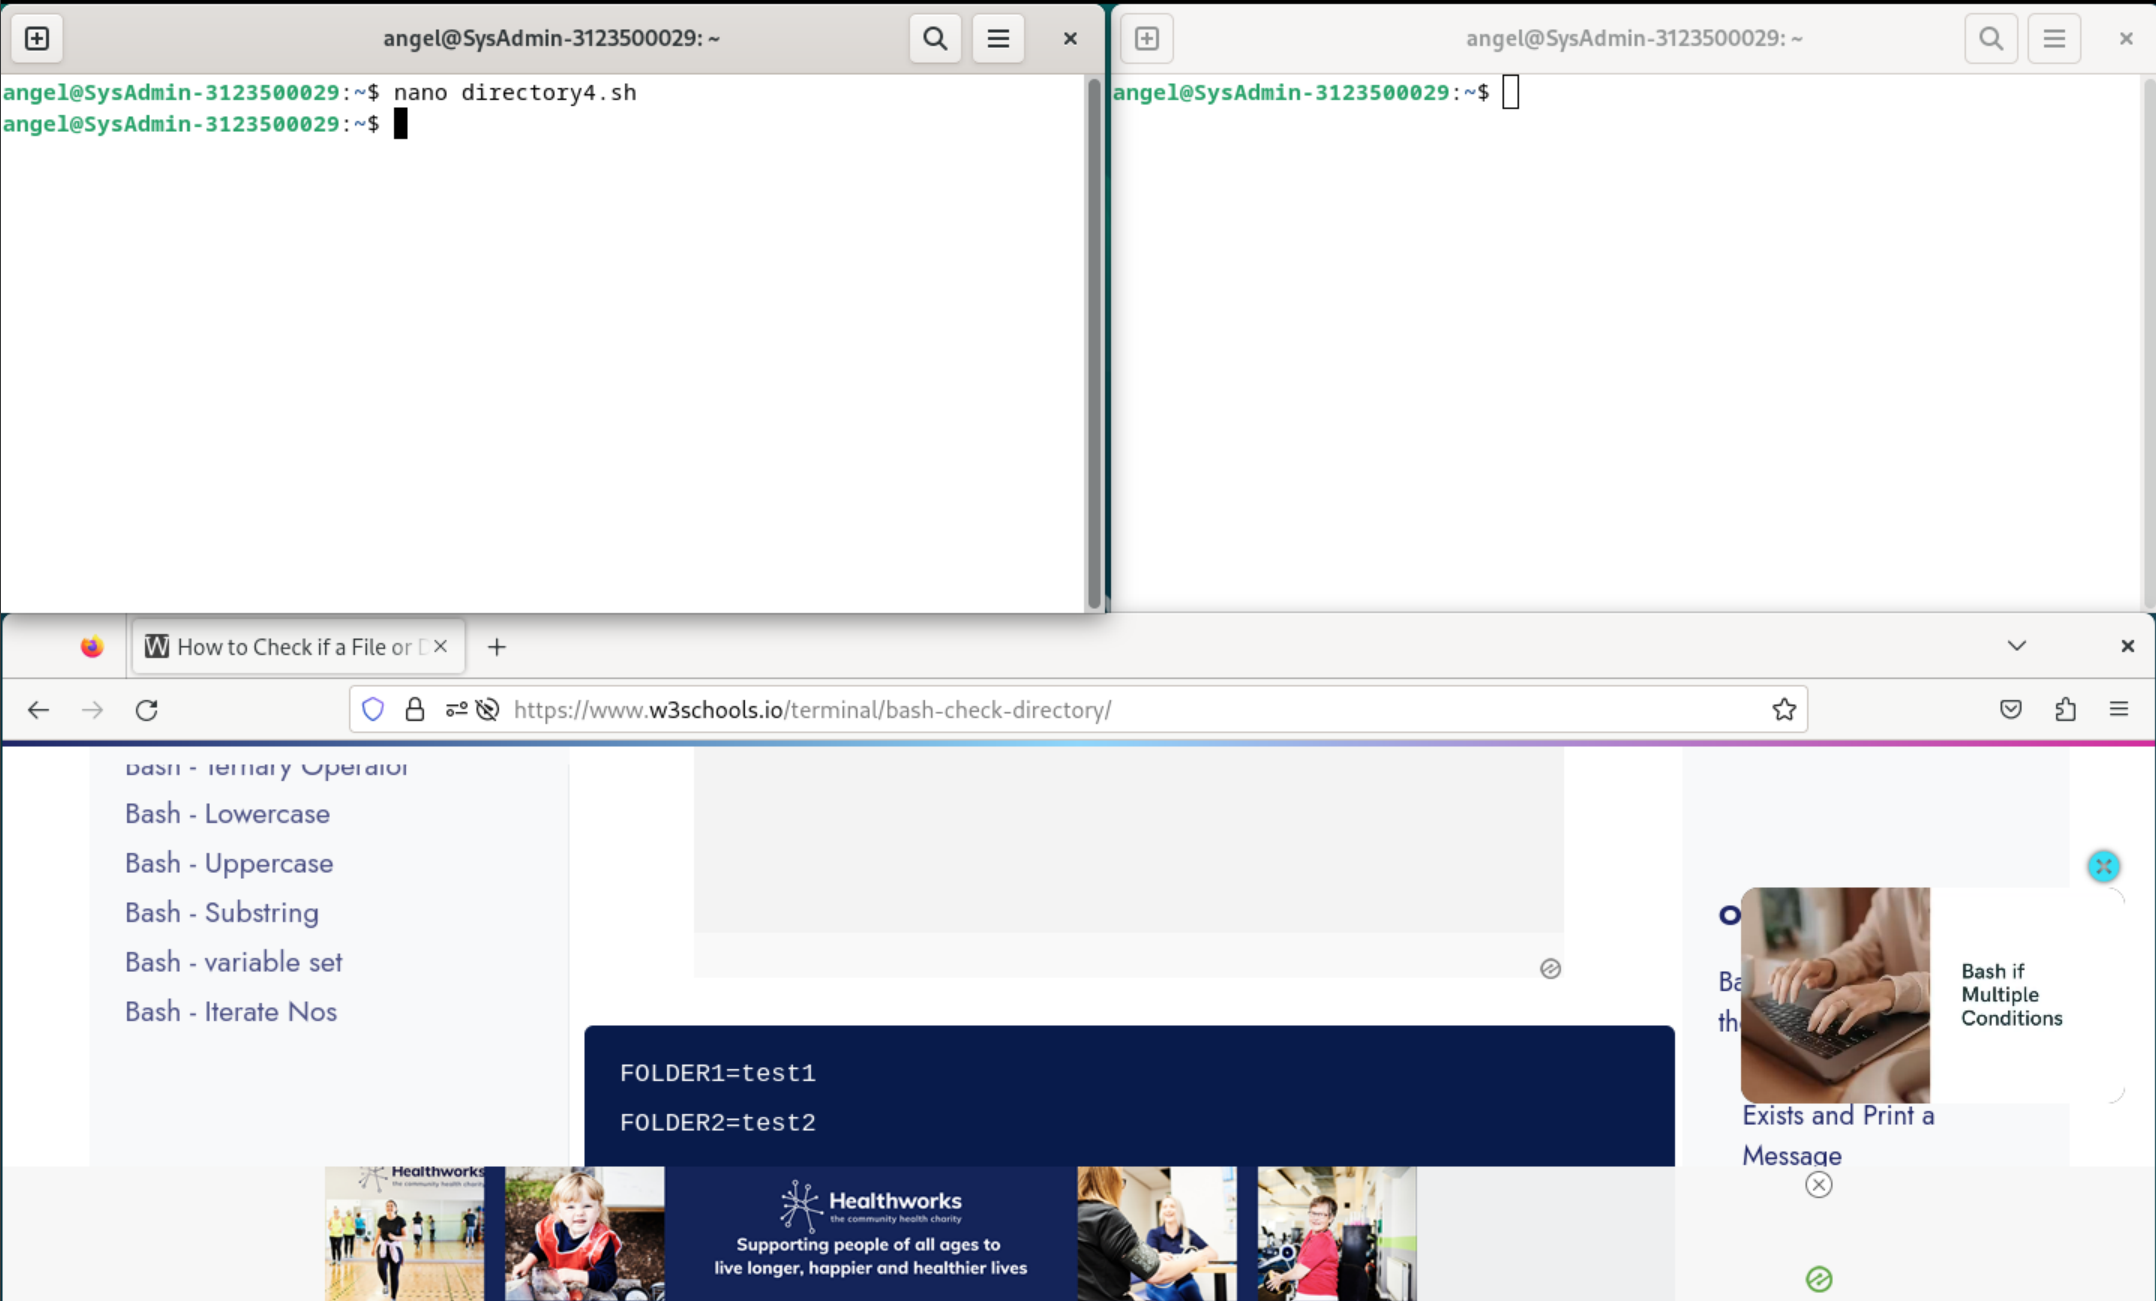 angel@SysAdmin-3123500029: ~
angel@SysAdmin-3123500029:~$ nano directory4.sh
angel@SysAdmin-3123500029:~$
angel@SysAdmin-3123500029: ~
angel@SysAdmin-3123500029:~$
How to Check if a File or D
https://www.w3schools.io/terminal/bash-check-directory/
Bash - Ternary Operator
Bash - Lowercase
Bash - Uppercase
Bash - Substring
Bash - variable set
Bash - Iterate Nos
FOLDER1=test1
FOLDER2=test2
O
Ba
the
Bash if
Multiple
Conditions
Exists and Print a
Message
Healthworks
the community health charity
Healthworks
the community health charity
Supporting people of all ages to
live longer, happier and healthier lives